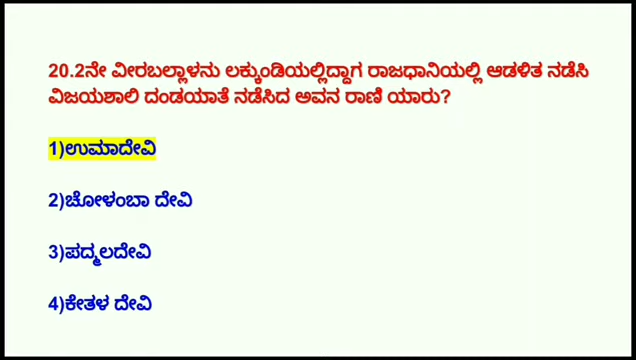 20.2ನೇ ವೀರಬಲ್ಲಾಳನು ಲಕ್ಕುಂಡಿಯಲ್ಲಿದ್ದಾಗ ರಾಜಧಾನಿಯಲ್ಲಿ ಆಡಳಿತ ನಡೆಸಿ
ವಿಜಯಶಾಲಿ ದಂಡಯಾತೆ ನಡೆಸಿದ ಅವನ ರಾಣಿ ಯಾರು?
1)ಉಮಾದೇವಿ
2)ಚೋಳಂಬಾ ದೇವಿ
3)ಪದ್ಮಲದೇವಿ
4)ಕೇತಳ ದೇವಿ